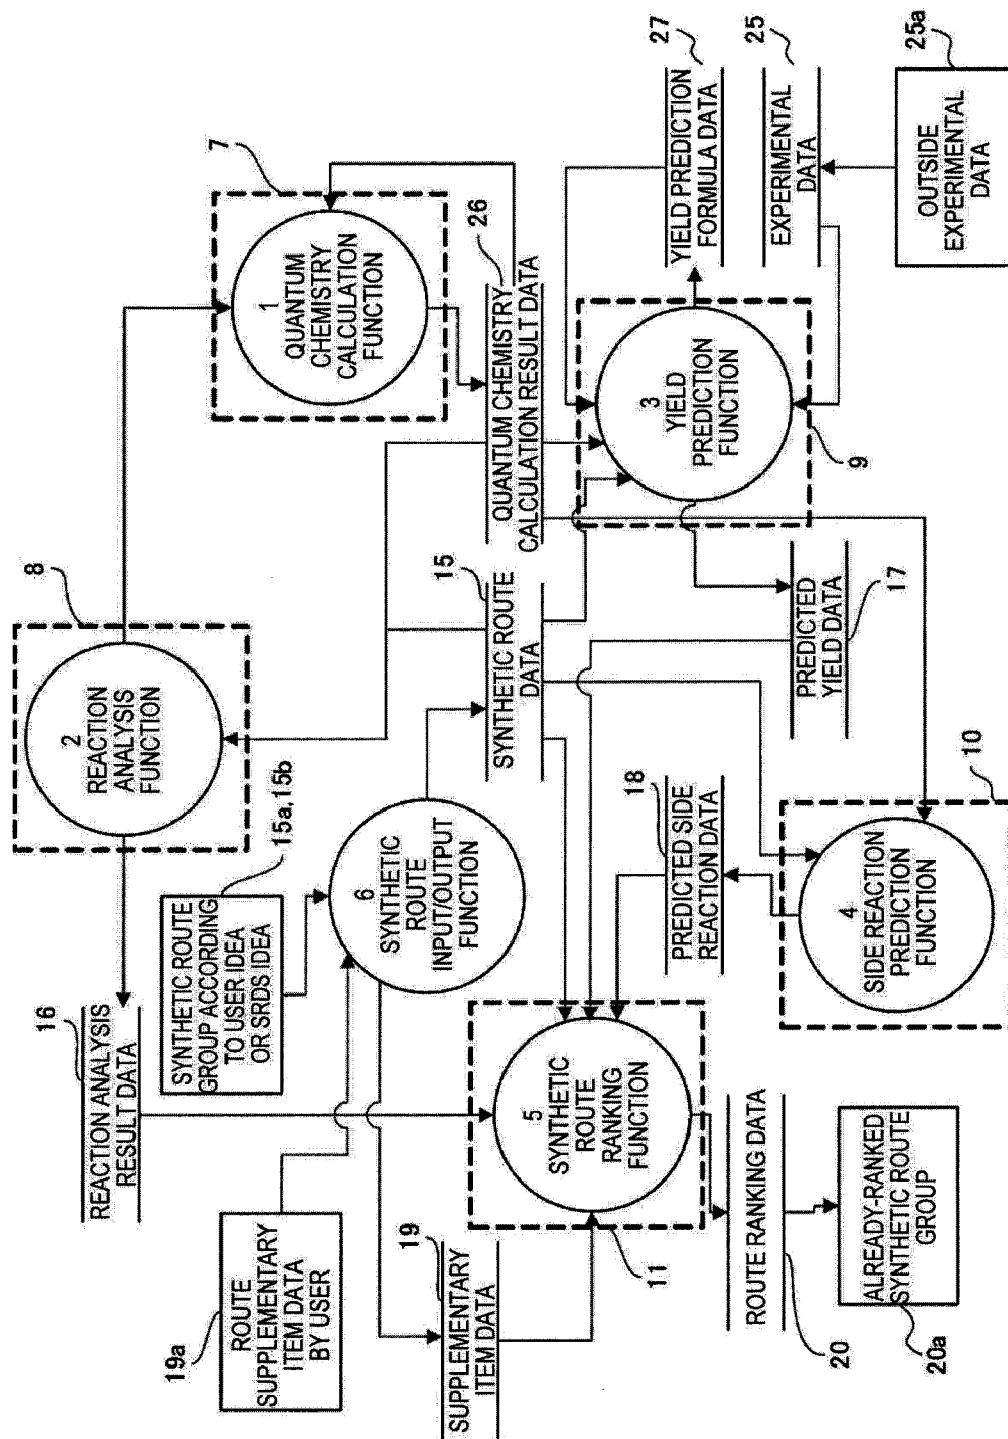 8
2
REACTION
ANALYSIS
FUNCTION
7
1
QUANTUM
CHEMISTRY
CALCULATION
FUNCTION
16
REACTION ANALYSIS
RESULT DATA
15a,15b
SYNTHETIC ROUTE
GROUP ACCORDING
TO USER IDEA
OR SRDS IDEA
19a
ROUTE
SUPPLEMENTARY
ITEM DATA
BY USER
6
SYNTHETIC
ROUTE
INPUT/OUTPUT
FUNCTION
19
SUPPLEMENTARY
ITEM DATA
15
SYNTHETIC ROUTE
DATA
26
QUANTUM CHEMISTRY
CALCULATION RESULT DATA
27
YIELD PREDICTION
FORMULA DATA
25
EXPERIMENTAL
DATA
25a
OUTSIDE
EXPERIMENTAL
DATA
3
YIELD
PREDICTION
FUNCTION
9
5
SYNTHETIC
ROUTE
RANKING
FUNCTION
11
18
PREDICTED SIDE
REACTION DATA
PREDICTED
YIELD DATA
17
10
4
SIDE REACTION
PREDICTION
FUNCTION
ROUTE RANKING DATA
20
ALREADY-RANKED
SYNTHETIC ROUTE
GROUP
20a